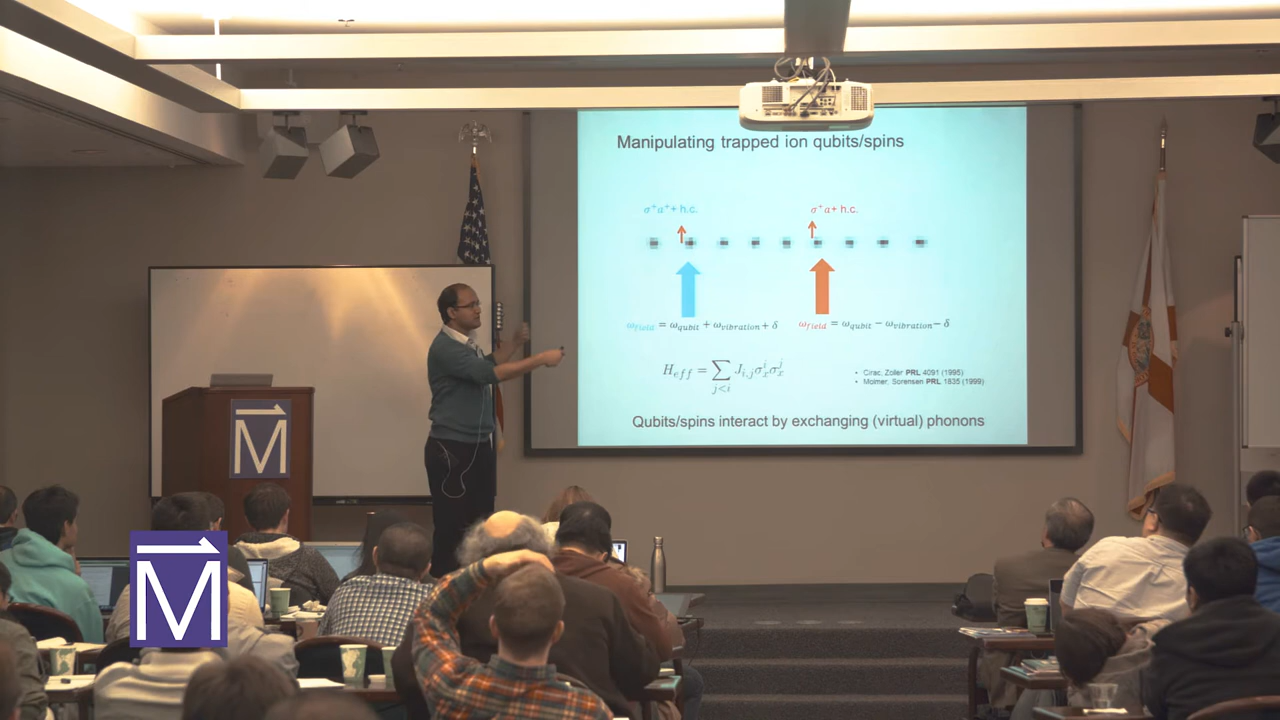 Manipulating trapped ion qubits/spins
σ⁺a⁺+ h.c.
σ⁺a+ h.c.
ω_field = ω_qubit + ω_vibration + δ
ω_field = ω_qubit − ω_vibration − δ
H_eff = ∑_{j<i} J_{i,j} σ_x^i σ_x^j
• Cirac, Zoller PRL 4091 (1995)
• Molmer, Sorensen PRL 1835 (1999)
Qubits/spins interact by exchanging (virtual) phonons
M
M